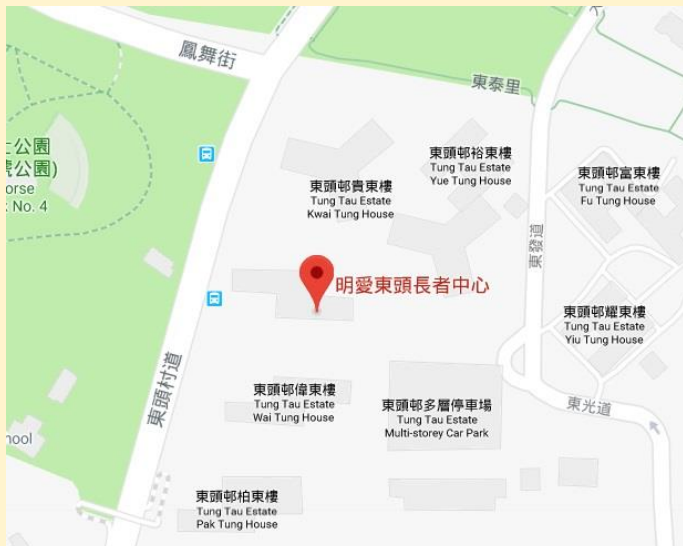 鳳舞街
東泰里
士公園
號公園)
orse
k No. 4
東頭邨貴東樓
Tung Tau Estate
Kwai Tung House
東頭邨裕東樓
Tung Tau Estate
Yue Tung House
東頭邨富東樓
Tung Tau Estate
Fu Tung House
東發道
明愛東頭長者中心
東頭邨耀東樓
Tung Tau Estate
Yiu Tung House
東頭村道
東頭邨偉東樓
Tung Tau Estate
Wai Tung House
東頭邨多層停車場
Tung Tau Estate
Multi-storey Car Park
東光道
hool
東頭邨柏東樓
Tung Tau Estate
Pak Tung House